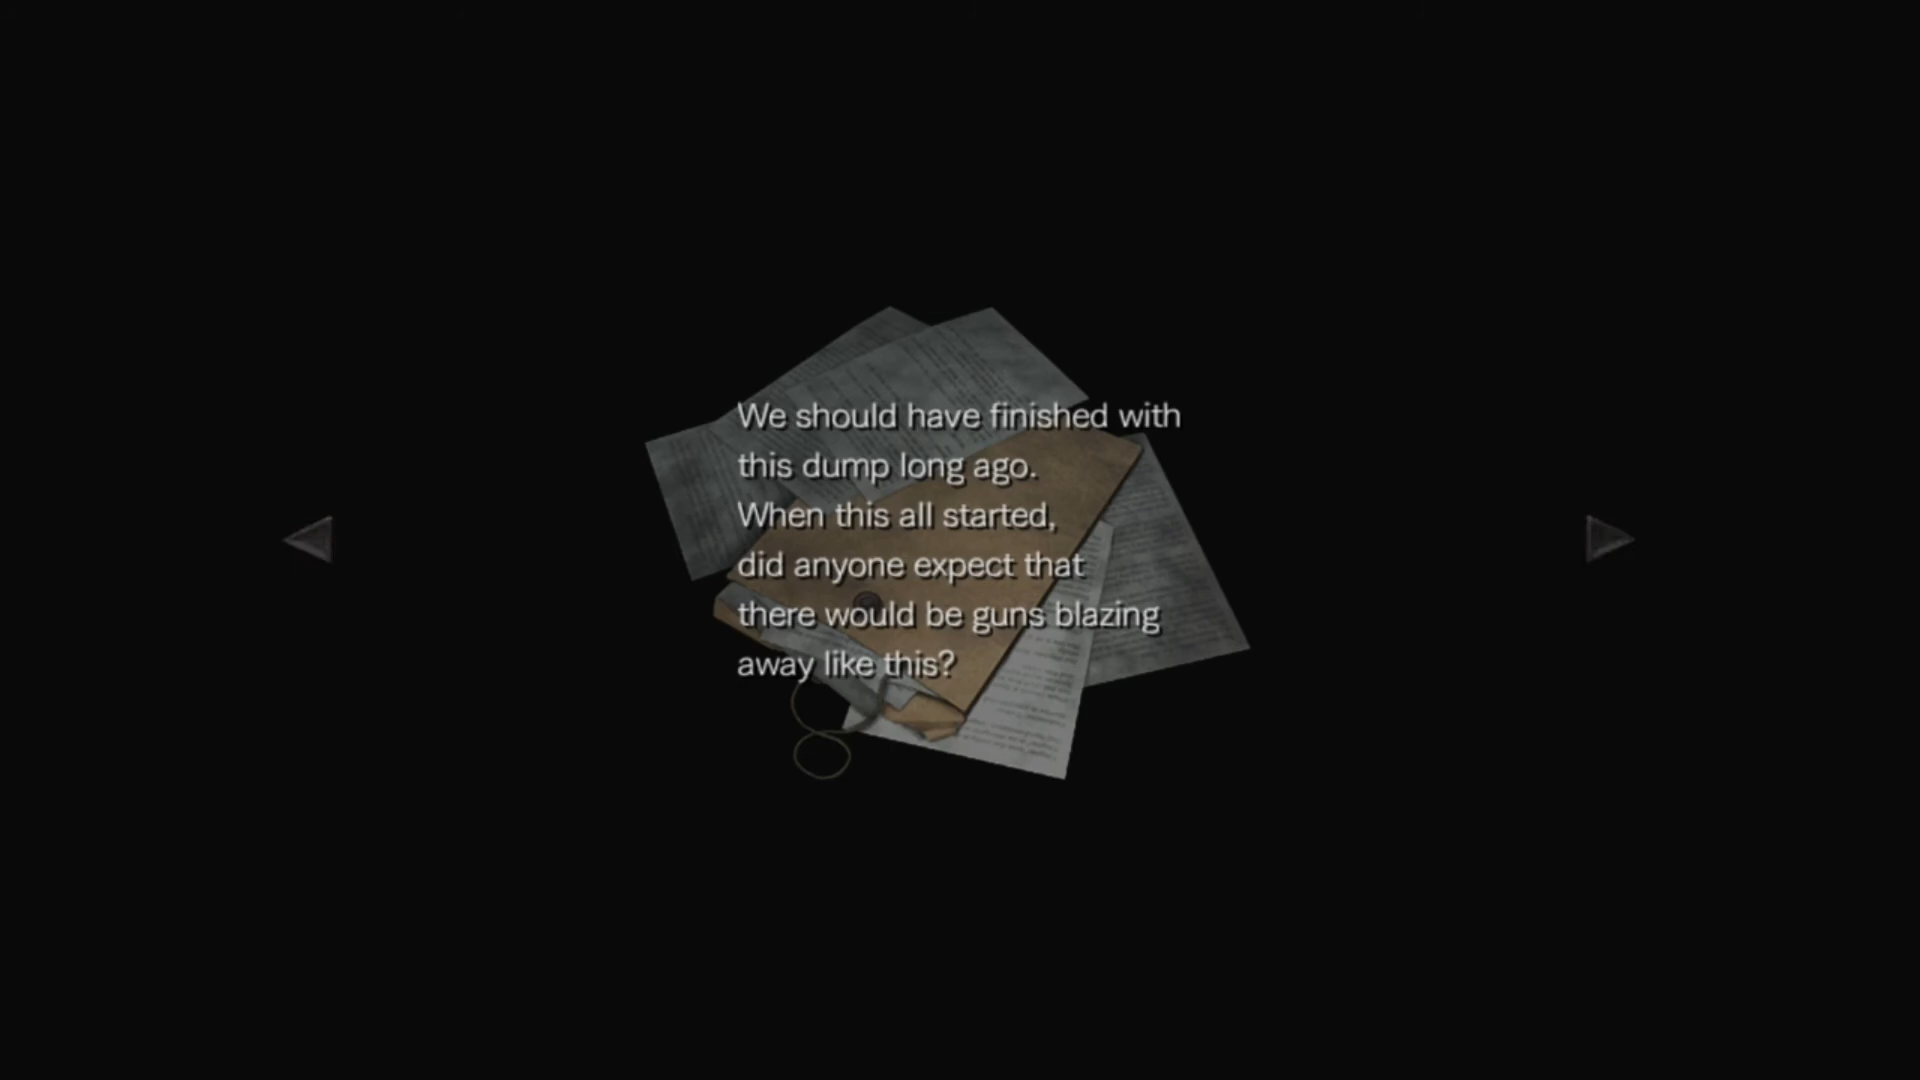 We should have finished with
this dump long ago.
When this all started,
did anyone expect that
there would be guns blazing
away like this?